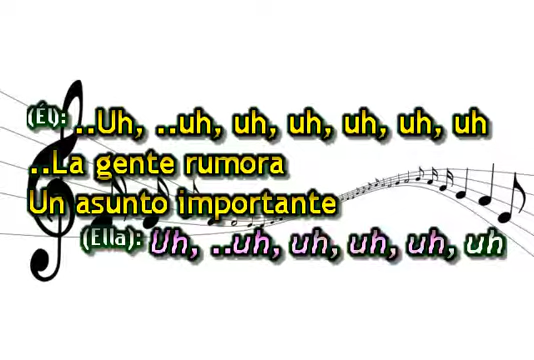 (Él): ..Uh, ..uh, uh, uh, uh, uh, uh
..La gente rumora
Un asunto importante
(Ella): Uh, ..uh, uh, uh, uh, uh